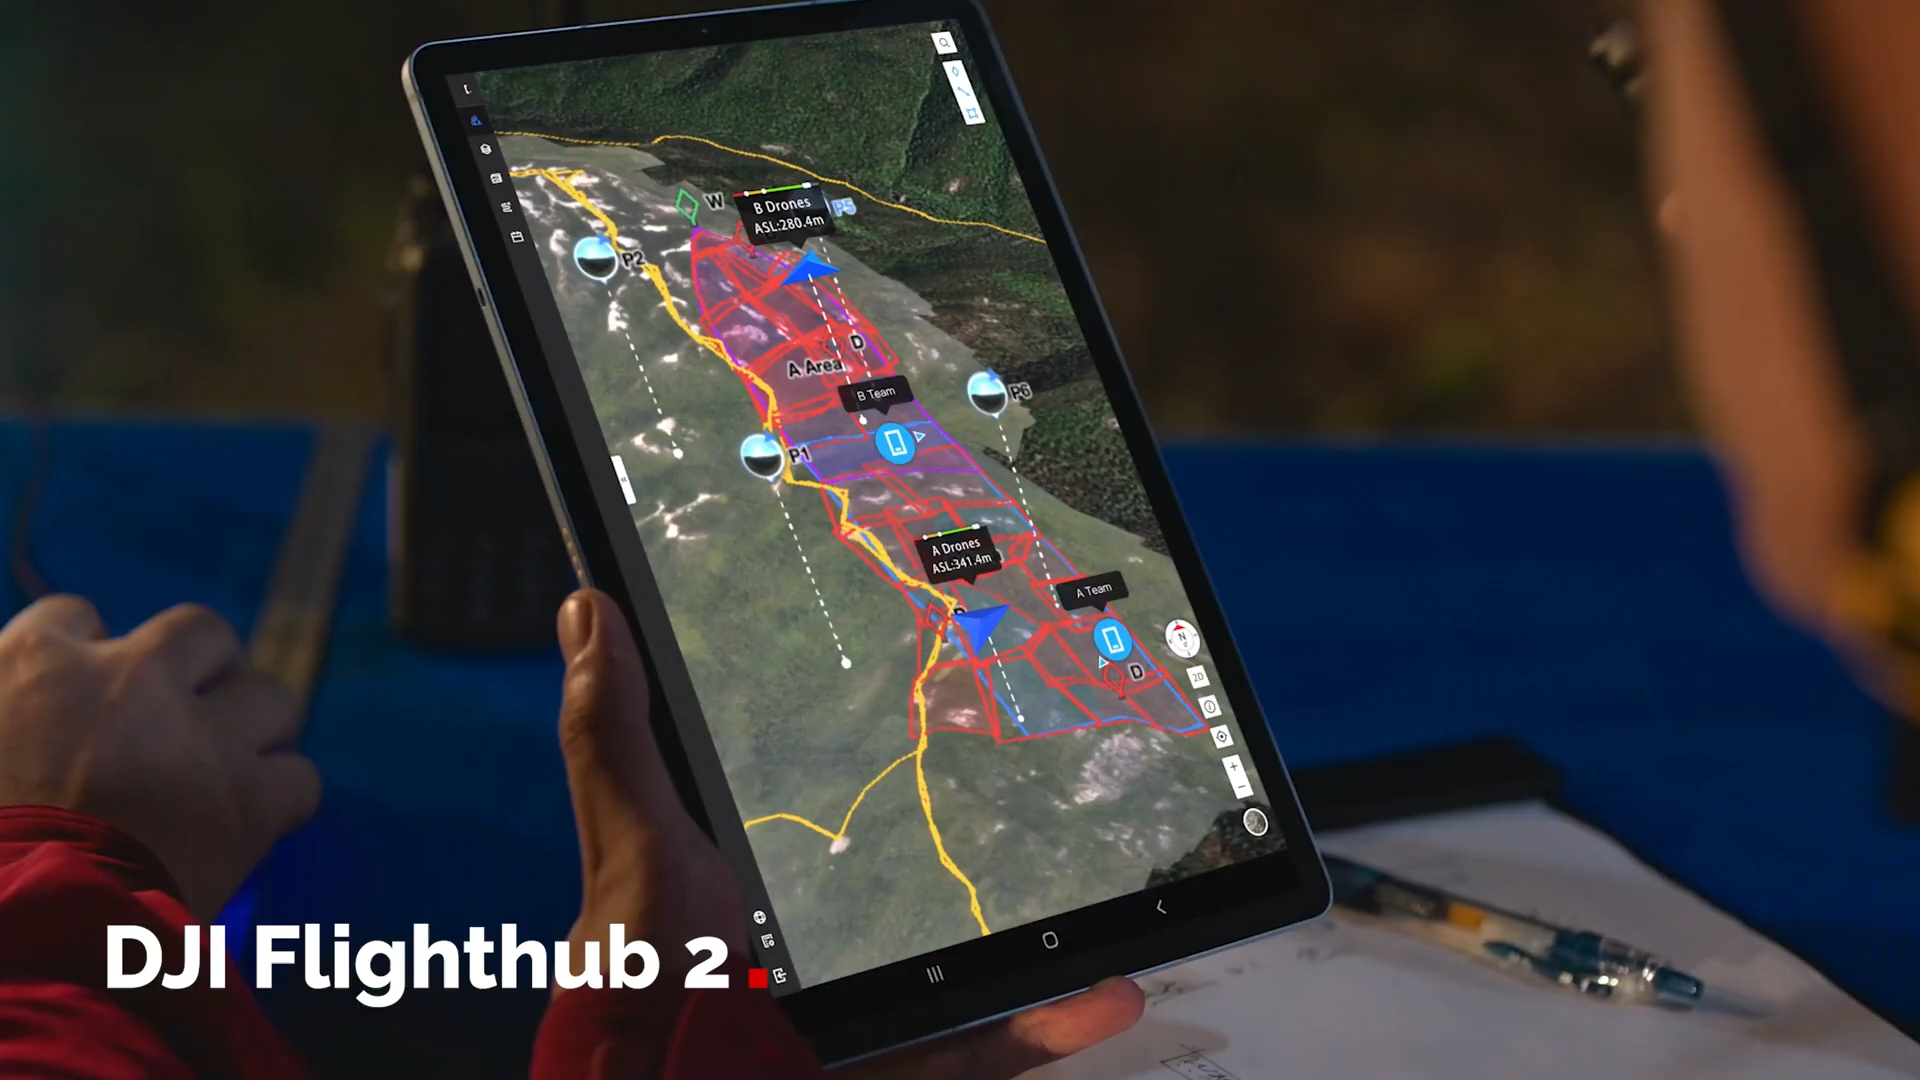 W
B Drones
ASL:280.4m
P5
P2
D
A Area
B Team
P6
P1
A Drones
ASL:341.4m
A Team
D
N
2D
DJI Flighthub 2.